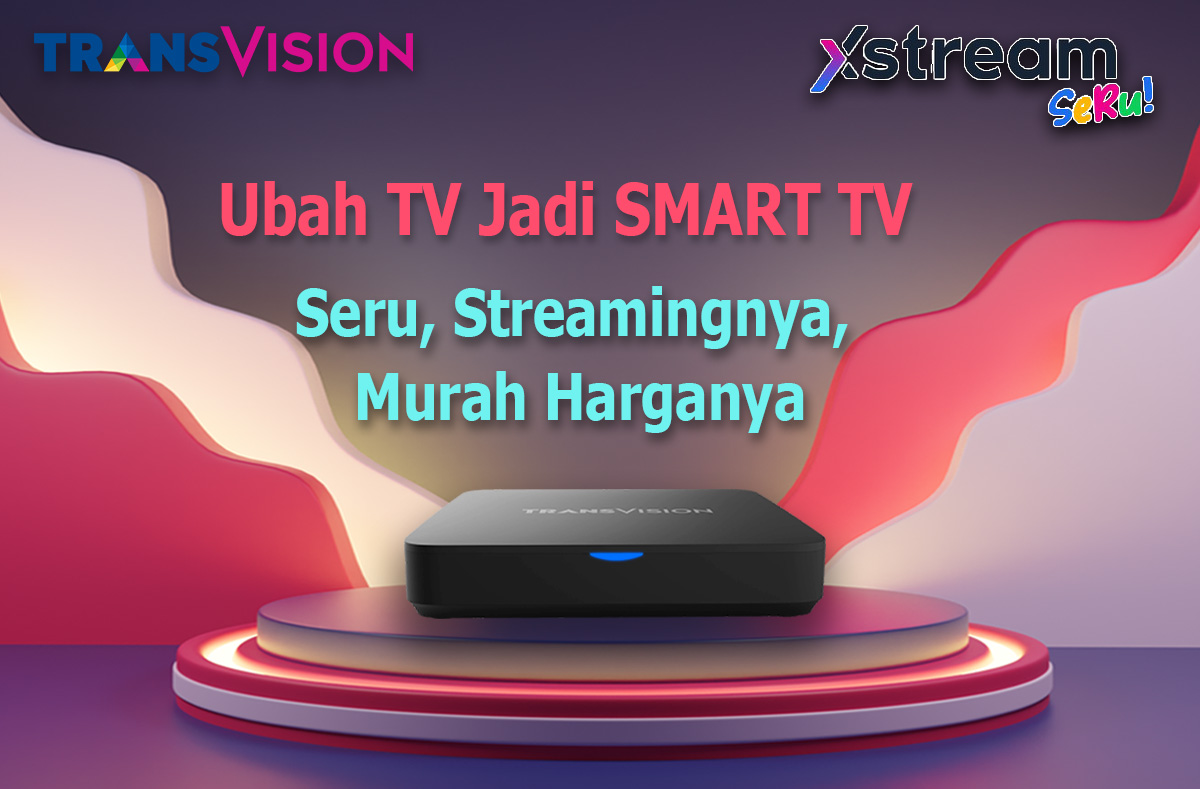 TRANSVISION
Xstream
SeRu!
Ubah TV Jadi SMART TV
Seru, Streamingnya,
Murah Harganya
TRANSVISION